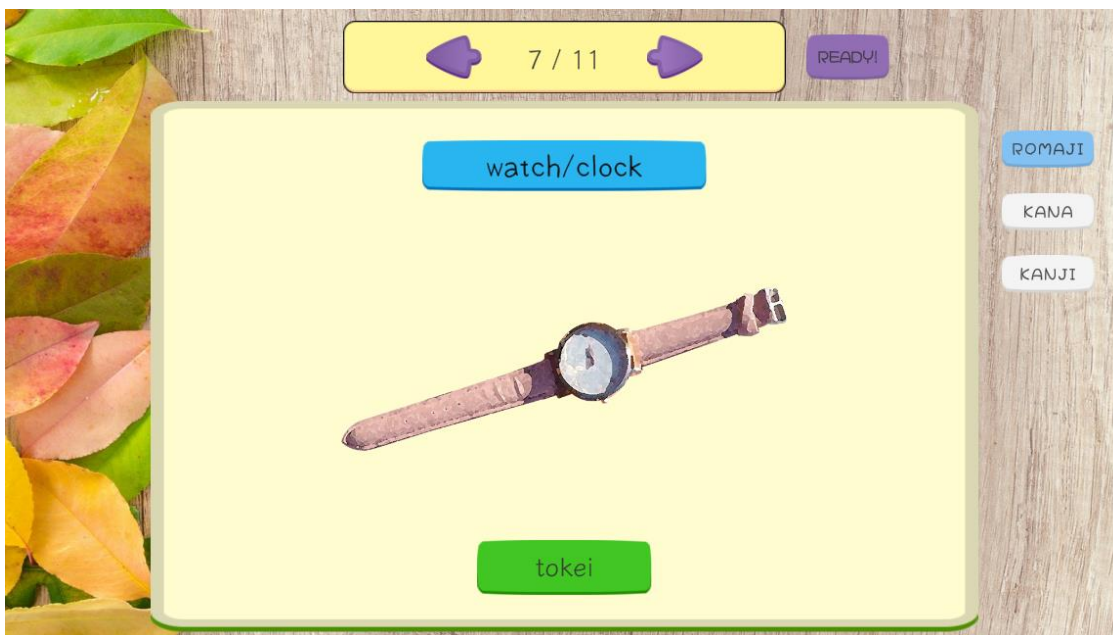 7 / 11
READY!
watch/clock
ROMAJI
KANA
KANJI
tokei